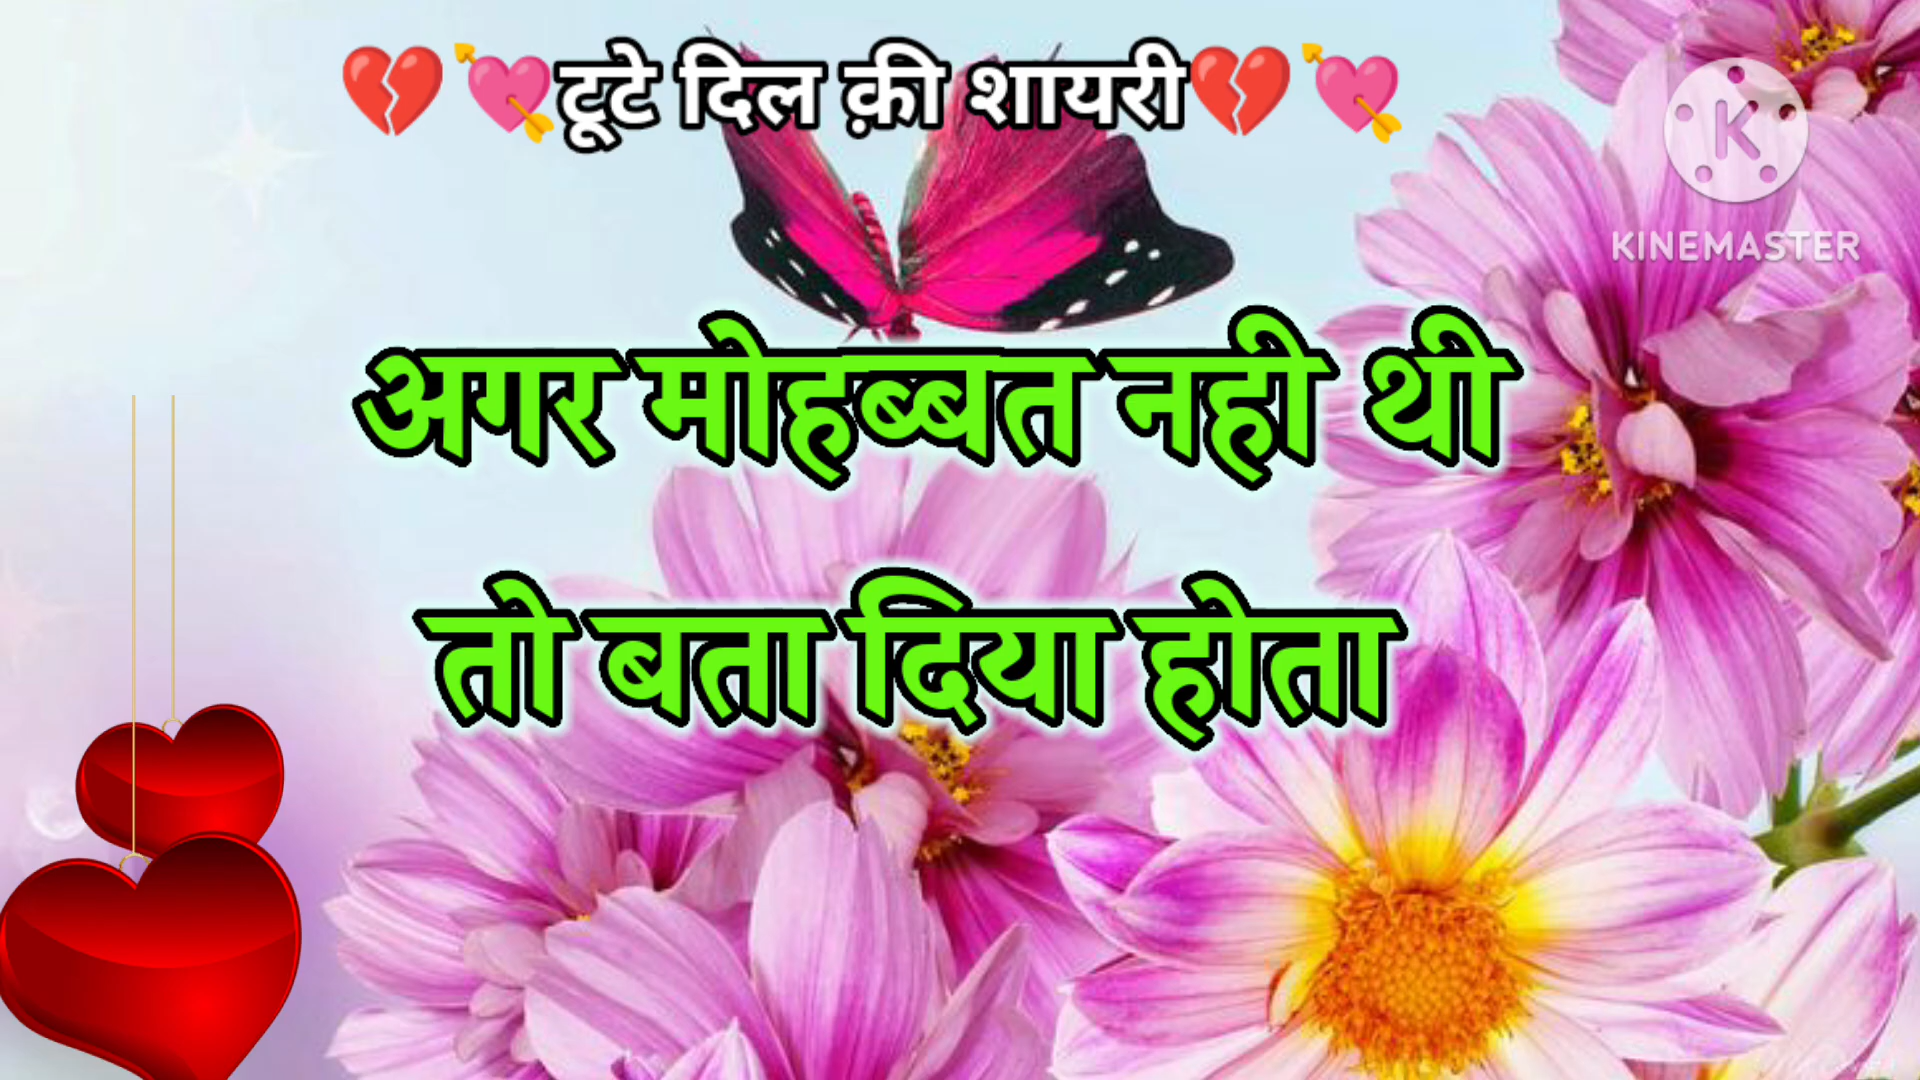 💔💘टूटे दिल क़ी शायरी💔💘
KINEMASTER
अगर मोहब्बत नही थी
तो बता दिया होता